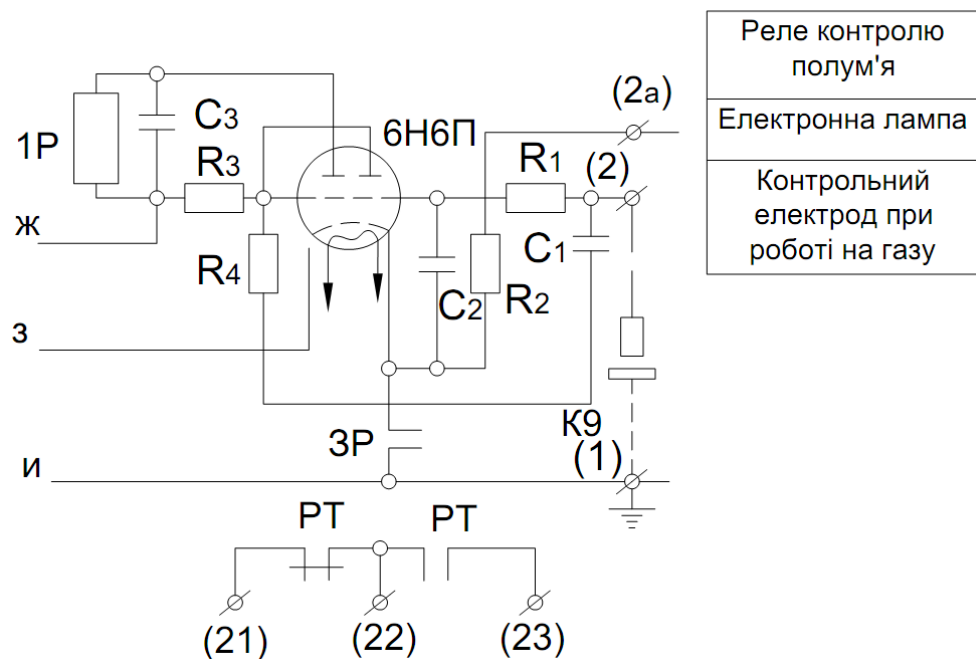 Реле контролю
полум'я
Електронна лампа
Контрольний
електрод при
роботі на газу
(2а)
6Н6П
C3
1Р
R3
R1
(2)
ж
C1
R4
C2
R2
з
3Р
К9
(1)
и
РТ
РТ
(21)
(22)
(23)